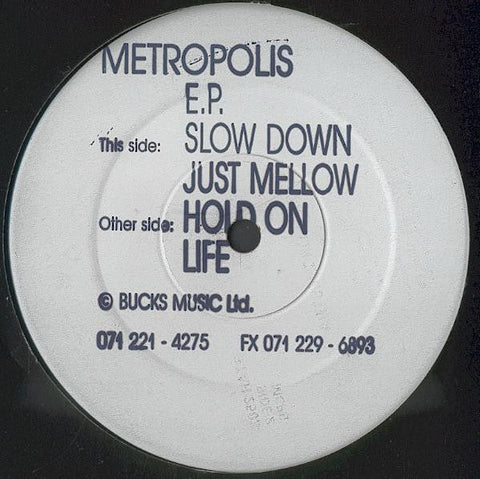 METROPOLIS
E.P.
This side: SLOW DOWN
JUST MELLOW
Other side: HOLD ON
LIFE
© BUCKS MUSIC Ltd.
071 221 - 4275 FX 071 229 - 6893